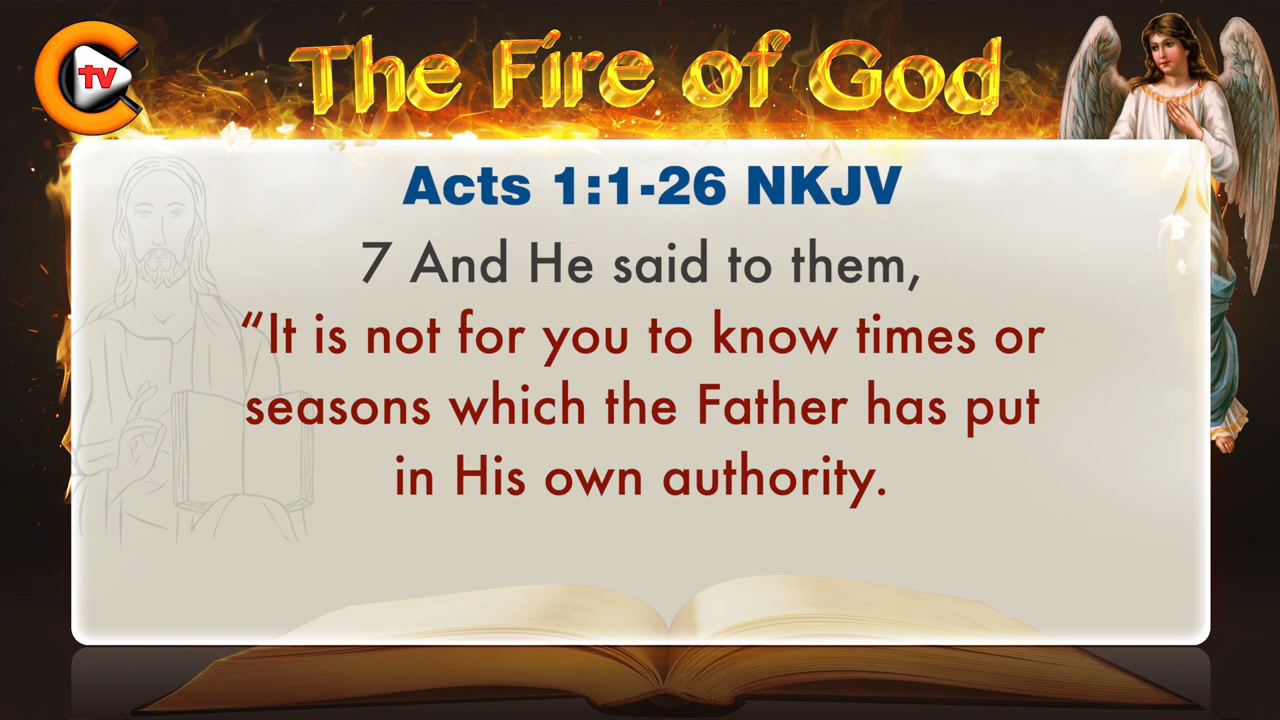 tv
The Fire of God
Acts 1:1-26 NKJV
7 And He said to them,
“It is not for you to know times or
seasons which the Father has put
in His own authority.